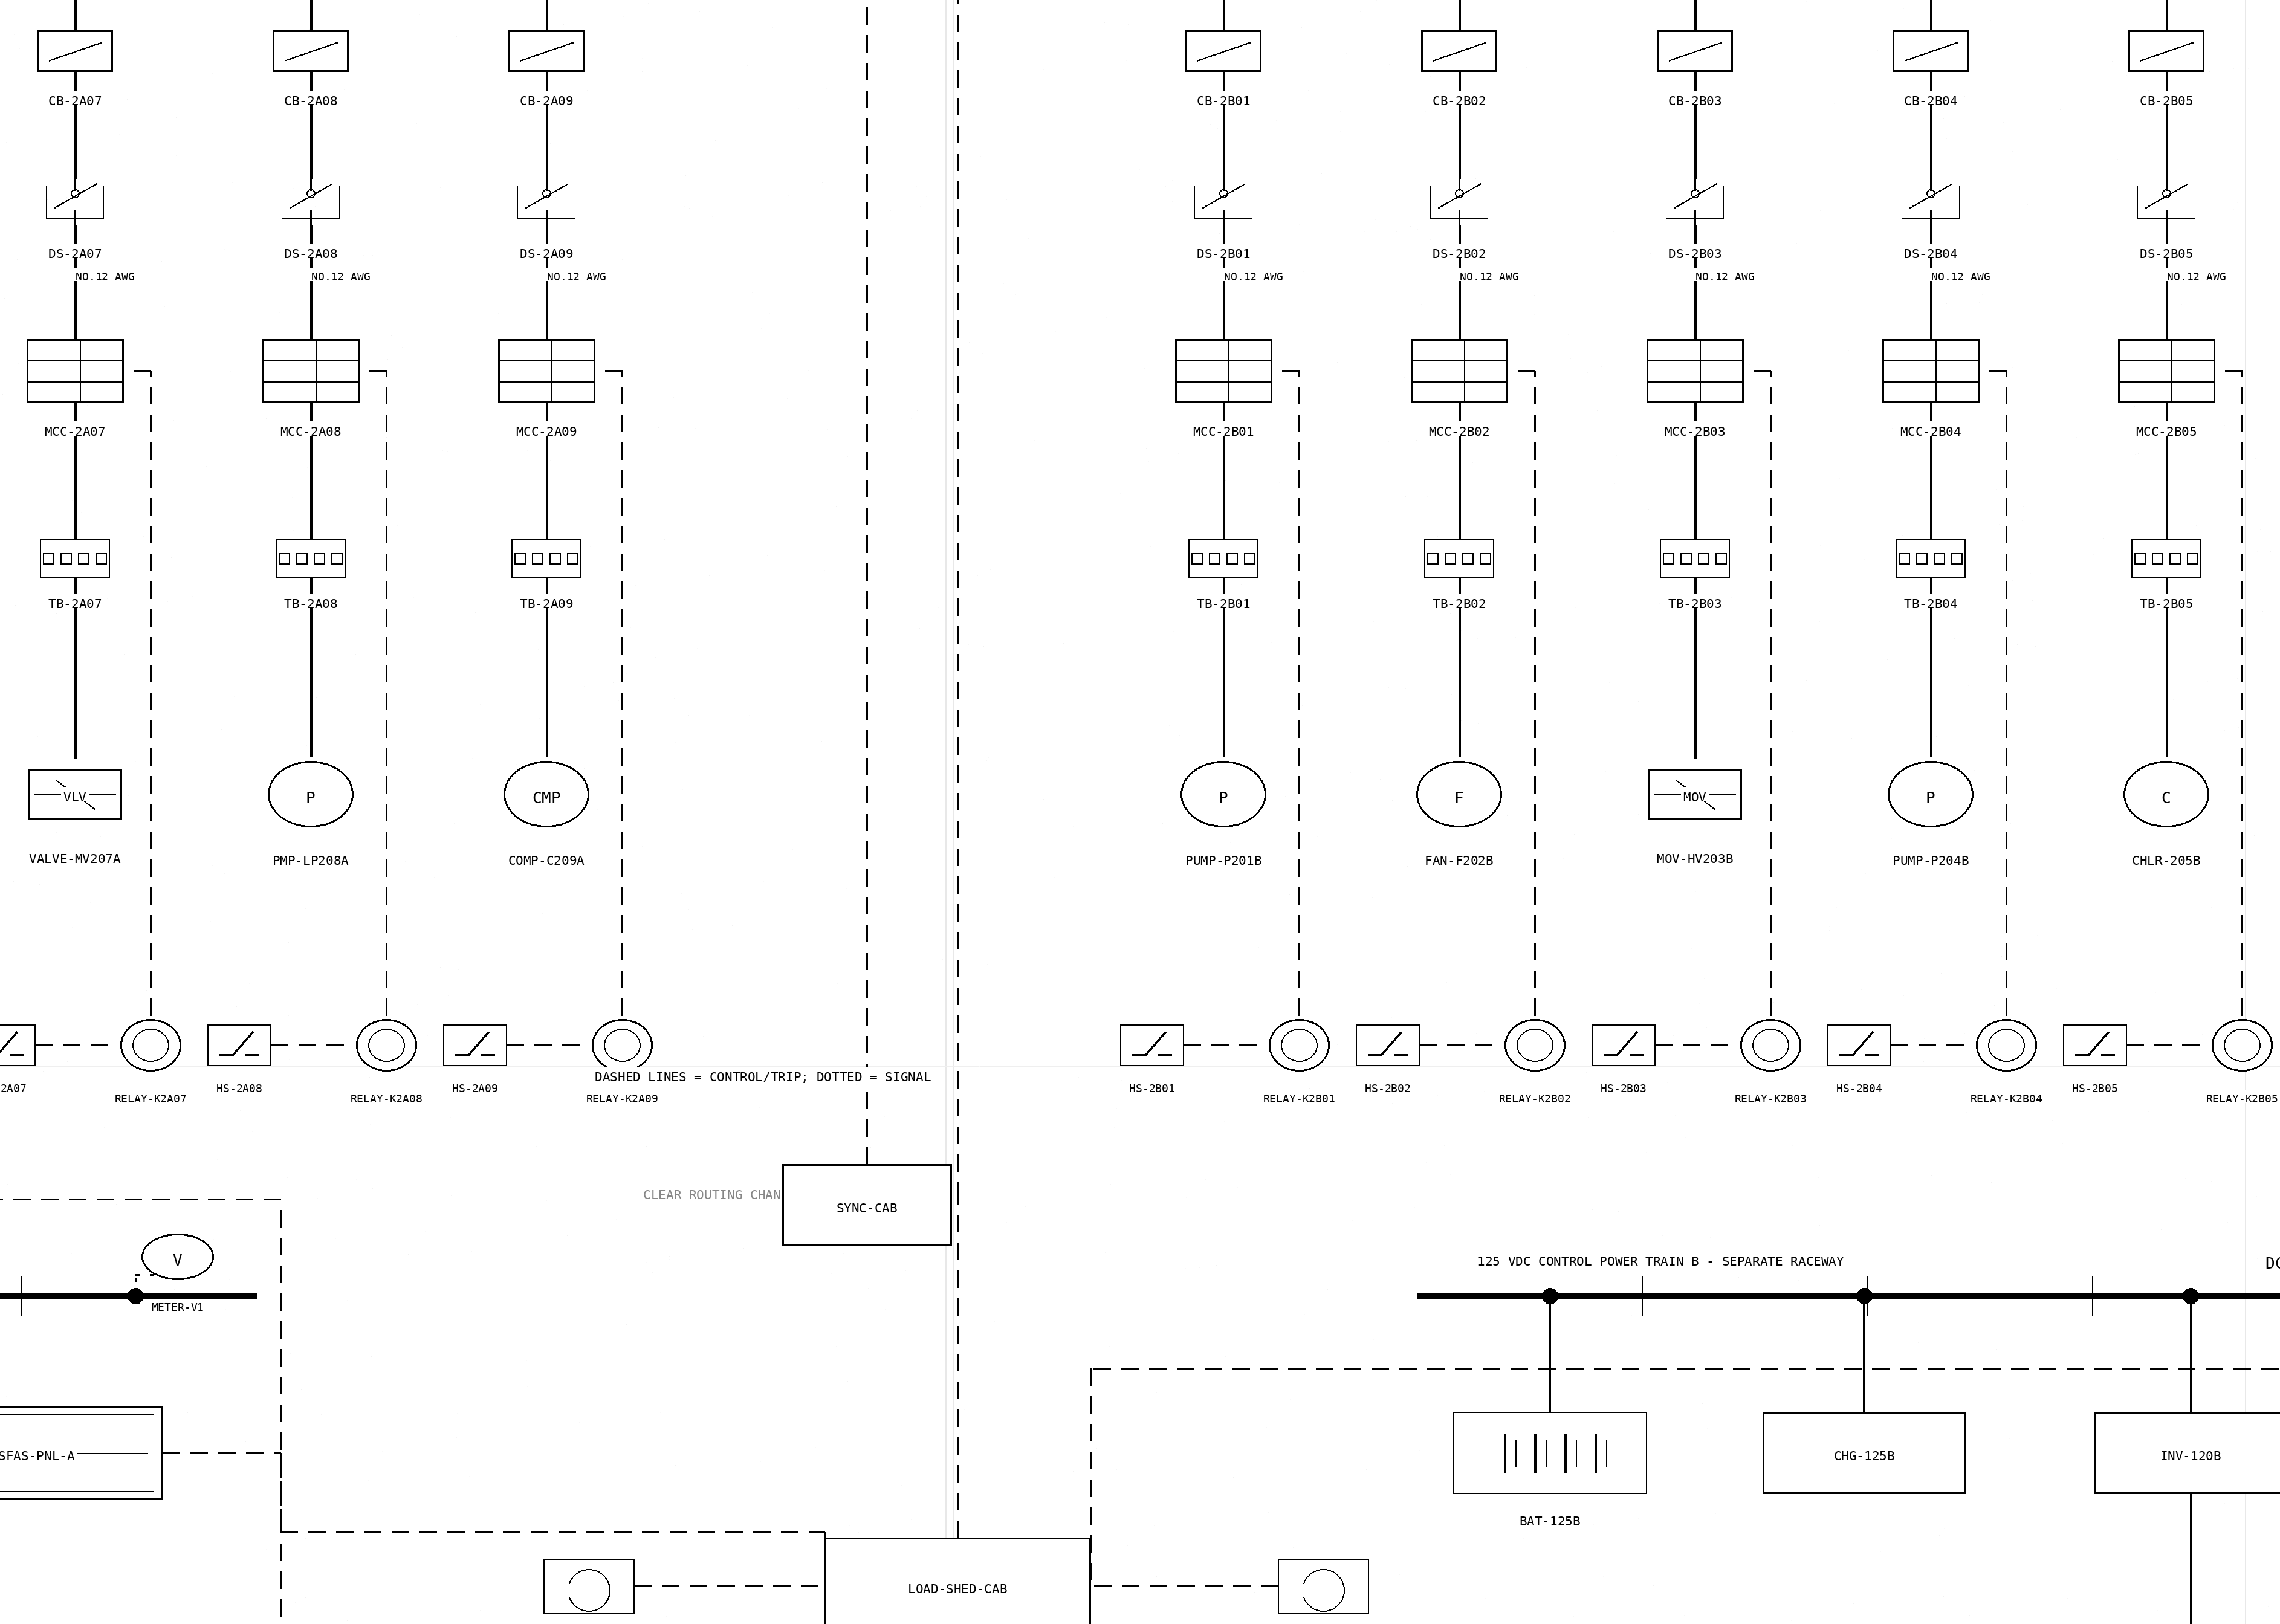 CB-2A07 CB-2A08 CB-2A09 CB-2B01 CB-2B02 CB-2B03 CB-2B04 CB-2B05
DS-2A07 DS-2A08 DS-2A09 DS-2B01 DS-2B02 DS-2B03 DS-2B04 DS-2B05
NO.12 AWG NO.12 AWG NO.12 AWG NO.12 AWG NO.12 AWG NO.12 AWG NO.12 AWG NO.12 AWG
MCC-2A07 MCC-2A08 MCC-2A09 MCC-2B01 MCC-2B02 MCC-2B03 MCC-2B04 MCC-2B05
TB-2A07 TB-2A08 TB-2A09 TB-2B01 TB-2B02 TB-2B03 TB-2B04 TB-2B05
VLV P CMP P F MOV P C
VALVE-MV207A PMP-LP208A COMP-C209A PUMP-P201B FAN-F202B MOV-HV203B PUMP-P204B CHLR-205B
DASHED LINES = CONTROL/TRIP; DOTTED = SIGNAL
2A07 HS-2A08 HS-2A09 HS-2B01 HS-2B02 HS-2B03 HS-2B04 HS-2B05
RELAY-K2A07 RELAY-K2A08 RELAY-K2A09 RELAY-K2B01 RELAY-K2B02 RELAY-K2B03 RELAY-K2B04 RELAY-K2B05
CLEAR ROUTING CHAN
SYNC-CAB
V
125 VDC CONTROL POWER TRAIN B - SEPARATE RACEWAY
METER-V1
SFAS-PNL-A CHG-125B INV-120B
BAT-125B
LOAD-SHED-CAB